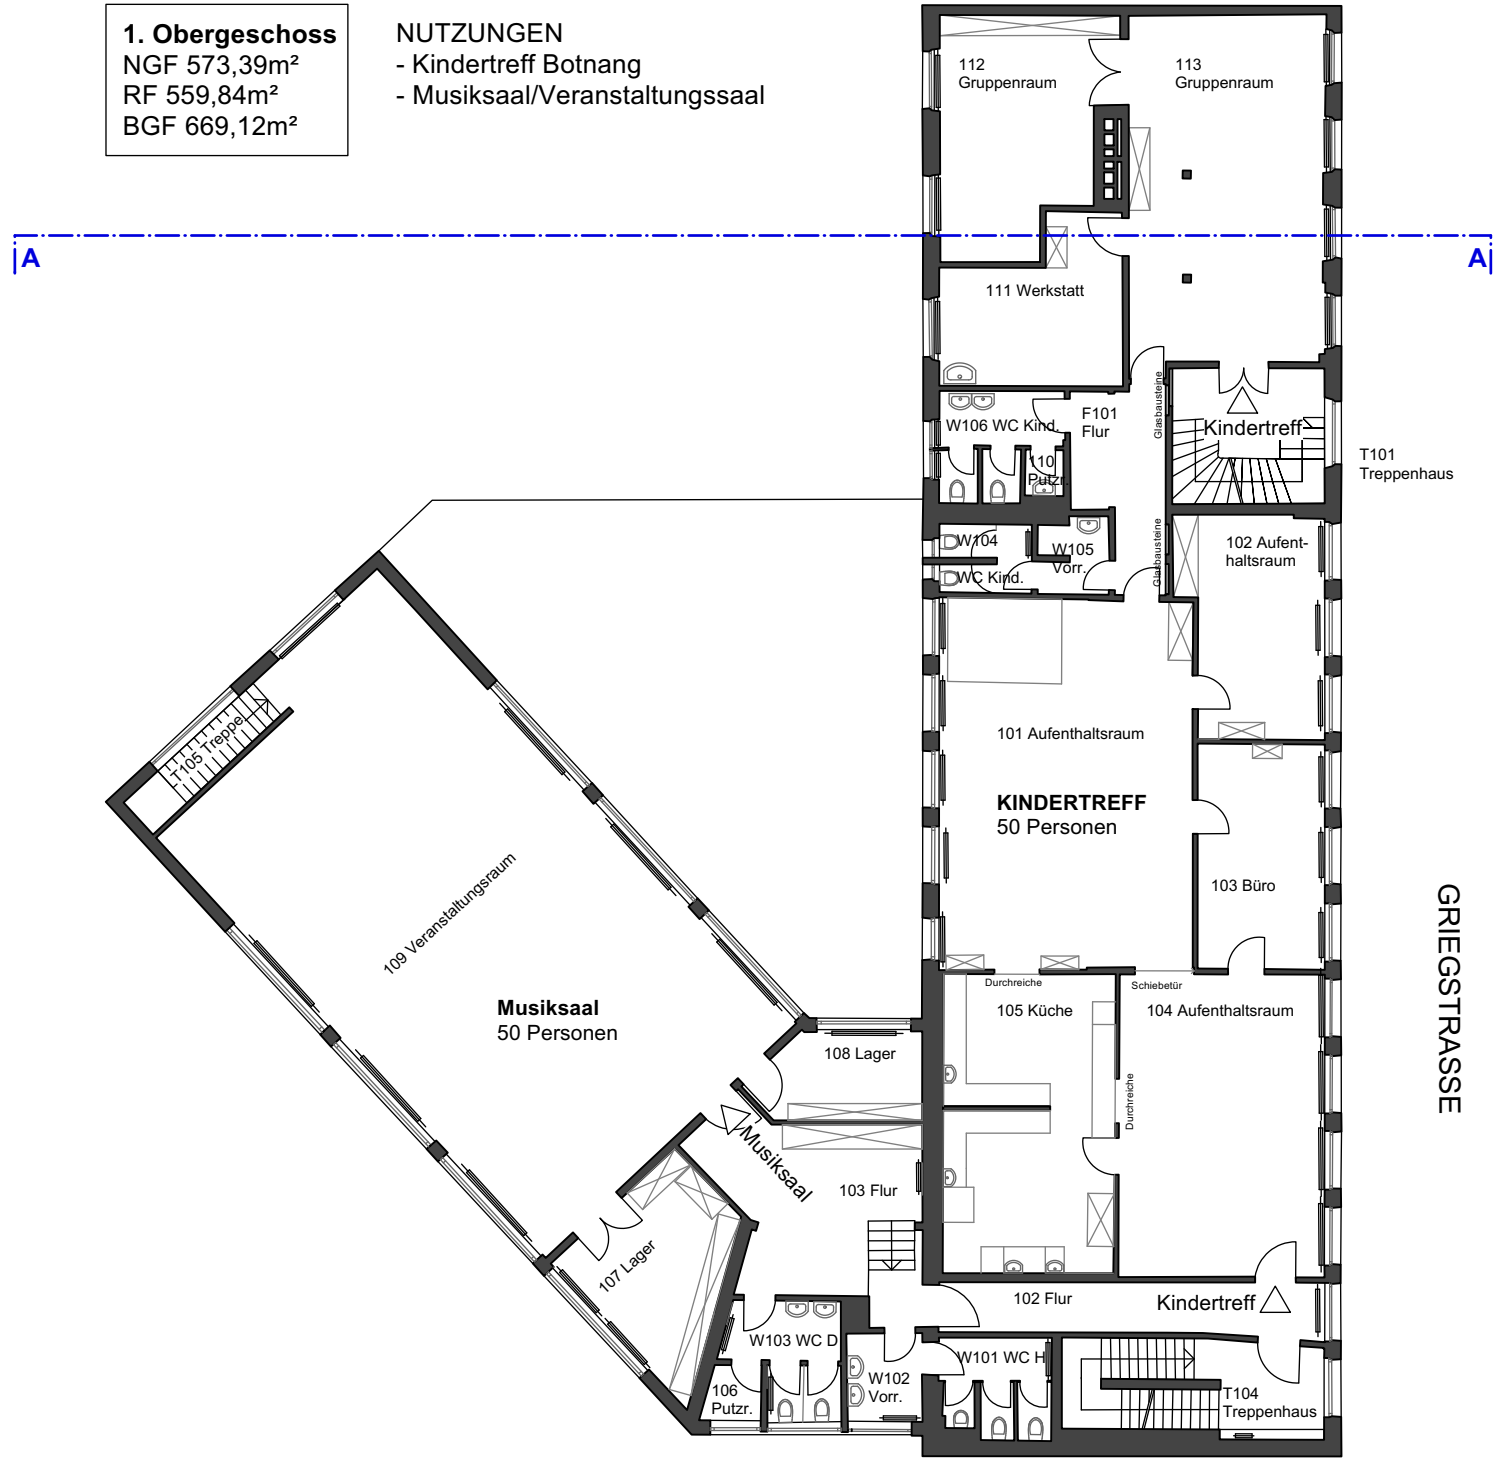 1. Obergeschoss
NGF 573,39m²
RF 559,84m²
BGF 669,12m²
NUTZUNGEN
- Kindertreff Botnang
- Musiksaal/Veranstaltungssaal
112
Gruppenraum
113
Gruppenraum
A
A
111 Werkstatt
W106 WC Kind.
F101
Flur
Glasbausteine
Kindertreff
T101
Treppenhaus
110
Putzr.
W104
WC Kind.
W105
Vorr.
Glasbausteine
102 Aufent-
haltsraum
T105 Treppe
101 Aufenthaltsraum
KINDERTREFF
50 Personen
109 Veranstaltungsraum
103 Büro
GRIEGSTRASSE
Musiksaal
50 Personen
Durchreiche
Schiebetür
105 Küche
104 Aufenthaltsraum
108 Lager
Durchreiche
Musiksaal
103 Flur
107 Lager
102 Flur
Kindertreff
W103 WC D
W101 WC H
W102
Vorr.
106
Putzr.
T104
Treppenhaus